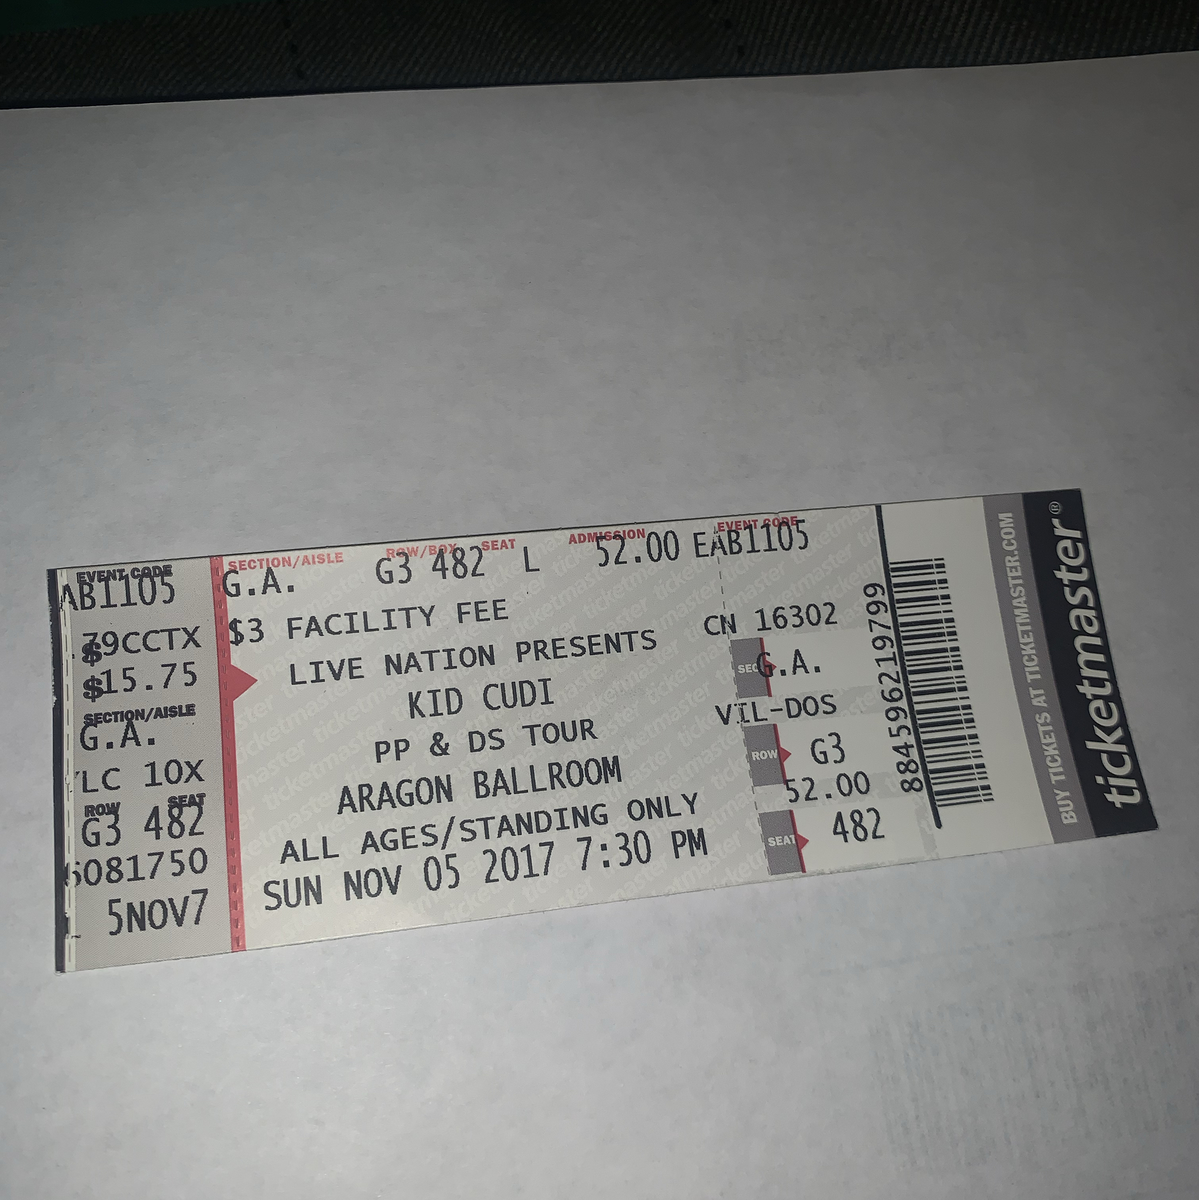 EVENT CODE
AB1105
$
79CCTX
$15.75
SECTION/AISLE
G.A.
LC 10X
ROW SEAT
G3 482
6081750
5NOV7
SECTION/AISLE ROW/BOX SEAT ADMISSION EVENT CODE
G.A. G3 482 L 52.00 EAB1105
$3 FACILITY FEE
LIVE NATION PRESENTS
KID CUDI
PP & DS TOUR
ARAGON BALLROOM
ALL AGES/STANDING ONLY
SUN NOV 05 2017 7:30 PM
CN 16302
SEC G.A.
VIL-DOS
ROW G3
52.00
SEAT 482
884596219799
BUY TICKETS AT TICKETMASTER.COM
ticketmaster®